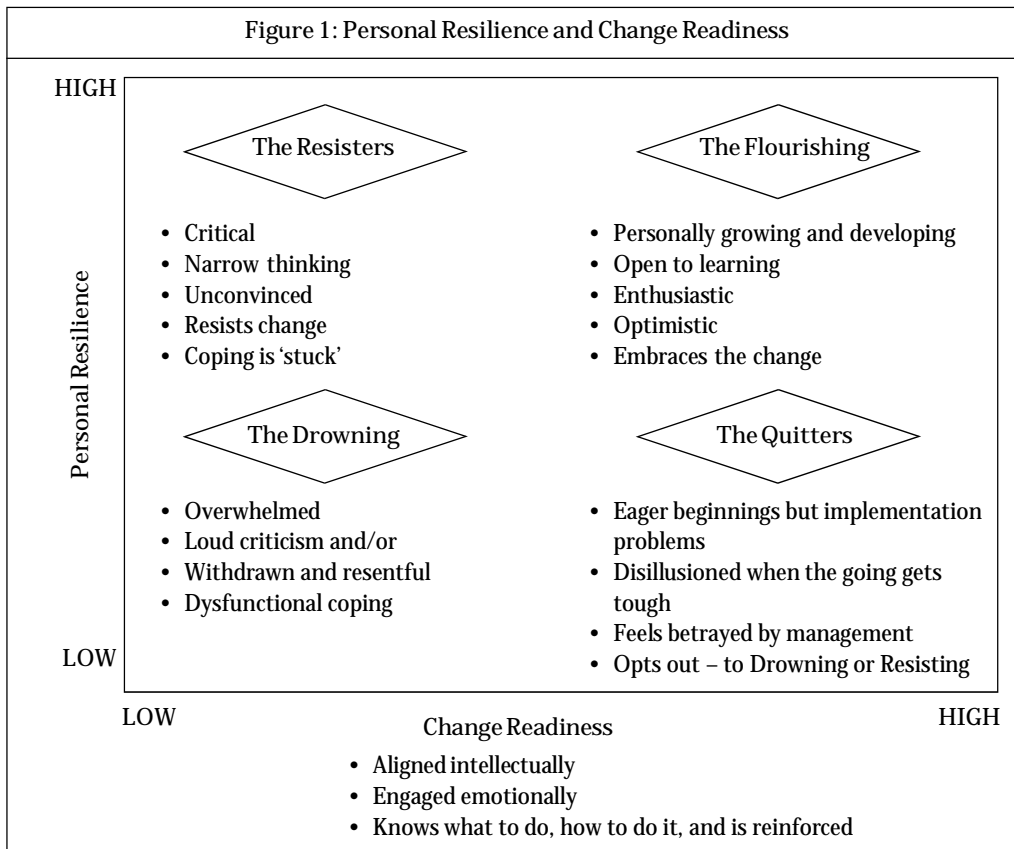 Figure 1: Personal Resilience and Change Readiness
HIGH
Personal Resilience
The Resisters
• Critical
• Narrow thinking
• Unconvinced
• Resists change
• Coping is ‘stuck’
The Flourishing
• Personally growing and developing
• Open to learning
• Enthusiastic
• Optimistic
• Embraces the change
The Drowning
• Overwhelmed
• Loud criticism and/or
• Withdrawn and resentful
• Dysfunctional coping
The Quitters
• Eager beginnings but implementation
problems
• Disillusioned when the going gets
tough
• Feels betrayed by management
• Opts out – to Drowning or Resisting
LOW
LOW
HIGH
Change Readiness
• Aligned intellectually
• Engaged emotionally
• Knows what to do, how to do it, and is reinforced